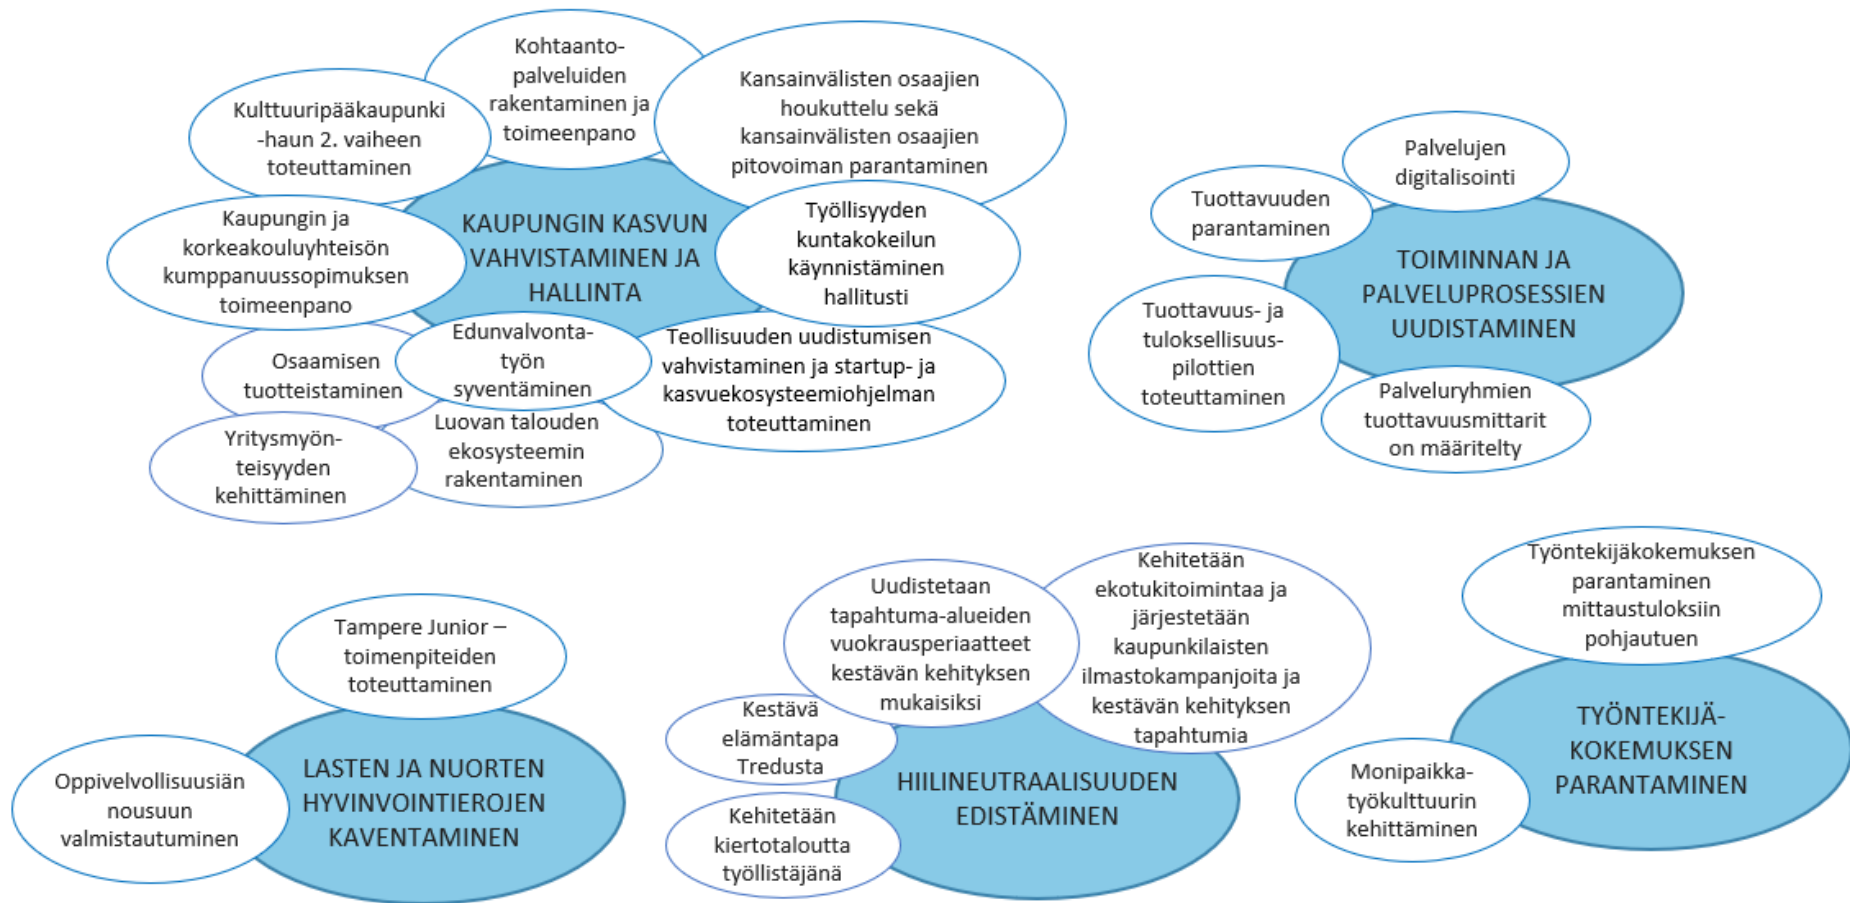 Kohtaanto-
palveluiden
rakentaminen ja
toimeenpano
Kansainvälisten osaajien
houkuttelu sekä
kansainvälisten osaajien
pitovoiman parantaminen
Kulttuuripääkaupunki
-haun 2. vaiheen
toteuttaminen
Kaupungin ja
korkeakouluyhteisön
kumppanuussopimuksen
toimeenpano
KAUPUNGIN KASVUN
VAHVISTAMINEN JA
HALLINTA
Työllisyyden
kuntakokeilun
käynnistäminen
hallitusti
Osaamisen
tuotteistaminen
Edunvalvonta-
työn
syventäminen
Teollisuuden uudistumisen
vahvistaminen ja startup- ja
kasvuekosysteemiohjelman
toteuttaminen
Yritysmyön-
teisyyden
kehittäminen
Luovan talouden
ekosysteemin
rakentaminen
Palvelujen
digitalisointi
Tuottavuuden
parantaminen
TOIMINNAN JA
PALVELUPROSESSIEN
UUDISTAMINEN
Tuottavuus- ja
tuloksellisuus-
pilottien
toteuttaminen
Palveluryhmien
tuottavuusmittarit
on määritelty
Tampere Junior –
toimenpiteiden
toteuttaminen
Oppivelvollisuusiän
nousuun
valmistautuminen
LASTEN JA NUORTEN
HYVINVOINTIEROJEN
KAVENTAMINEN
Uudistetaan
tapahtuma-alueiden
vuokrausperiaatteet
kestävän kehityksen
mukaisiksi
Kehitetään
ekotukitoimintaa ja
järjestetään
kaupunkilaisten
ilmastokampanjoita ja
kestävän kehityksen
tapahtumia
Kestävä
elämäntapa
Tredusta
Kehitetään
kiertotaloutta
työllistäjänä
HIILINEUTRAALISUUDEN
EDISTÄMINEN
Työntekijäkokemuksen
parantaminen
mittaustuloksiin
pohjautuen
TYÖNTEKIJÄ-
KOKEMUKSEN
PARANTAMINEN
Monipaikka-
työkulttuurin
kehittäminen